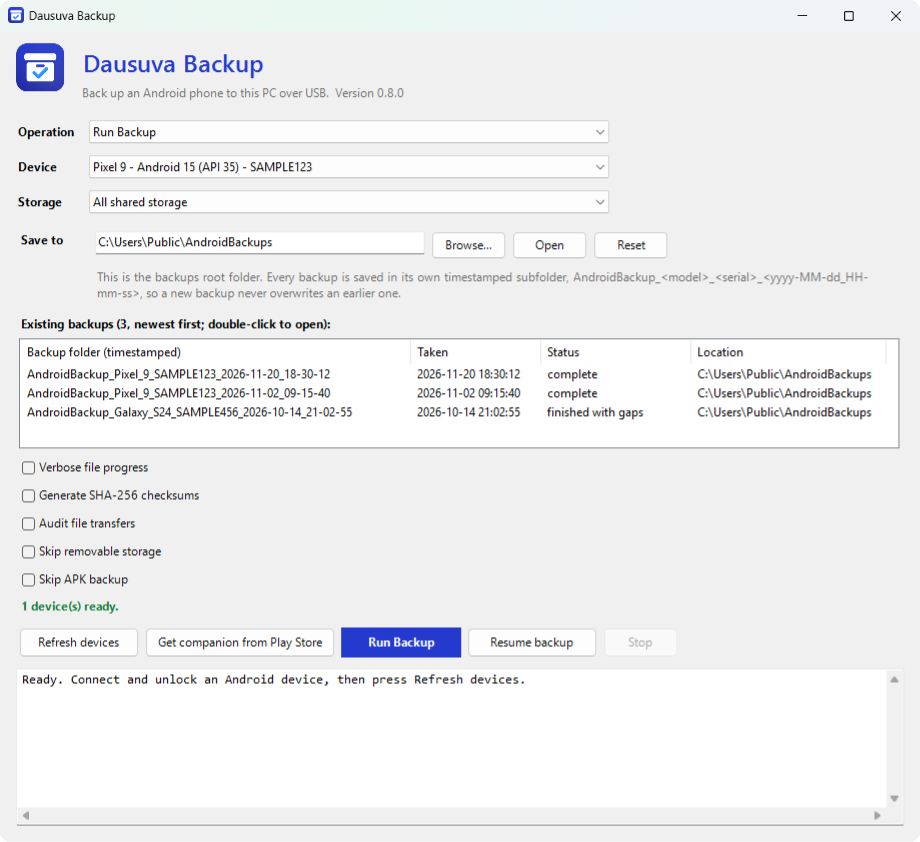 Dausuva Backup
Dausuva Backup
Back up an Android phone to this PC over USB. Version 0.8.0
Operation Run Backup
Device Pixel 9 - Android 15 (API 35) - SAMPLE123
Storage All shared storage
Save to C:\Users\Public\AndroidBackups Browse... Open Reset
This is the backups root folder. Every backup is saved in its own timestamped subfolder, AndroidBackup_<model>_<serial>_<yyyy-MM-dd_HH-
mm-ss>, so a new backup never overwrites an earlier one.
Existing backups (3, newest first; double-click to open):
Backup folder (timestamped) Taken Status Location
AndroidBackup_Pixel_9_SAMPLE123_2026-11-20_18-30-12 2026-11-20 18:30:12 complete C:\Users\Public\AndroidBackups
AndroidBackup_Pixel_9_SAMPLE123_2026-11-02_09-15-40 2026-11-02 09:15:40 complete C:\Users\Public\AndroidBackups
AndroidBackup_Galaxy_S24_SAMPLE456_2026-10-14_21-02-55 2026-10-14 21:02:55 finished with gaps C:\Users\Public\AndroidBackups
Verbose file progress
Generate SHA-256 checksums
Audit file transfers
Skip removable storage
Skip APK backup
1 device(s) ready.
Refresh devices Get companion from Play Store Run Backup Resume backup Stop
Ready. Connect and unlock an Android device, then press Refresh devices.